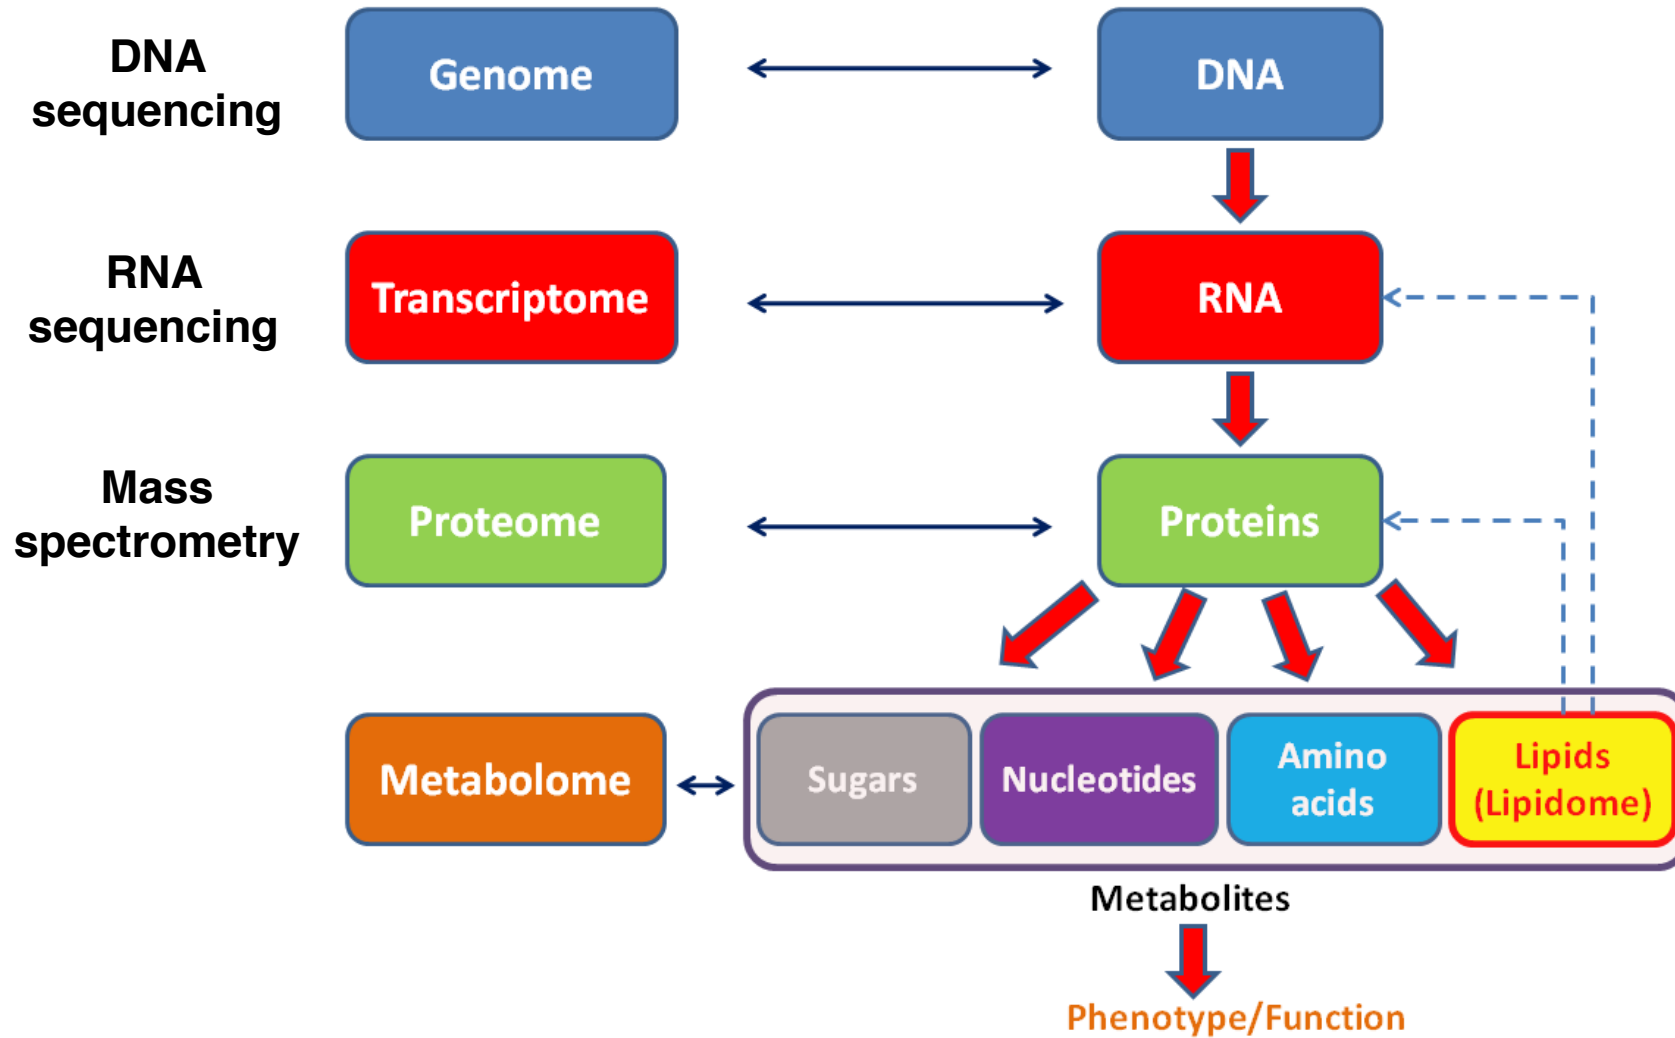 DNA
sequencing
Genome
DNA
RNA
sequencing
Transcriptome
RNA
Mass
spectrometry
Proteome
Proteins
Metabolome
Sugars
Nucleotides
Amino
acids
Lipids
(Lipidome)
Metabolites
Phenotype/Function